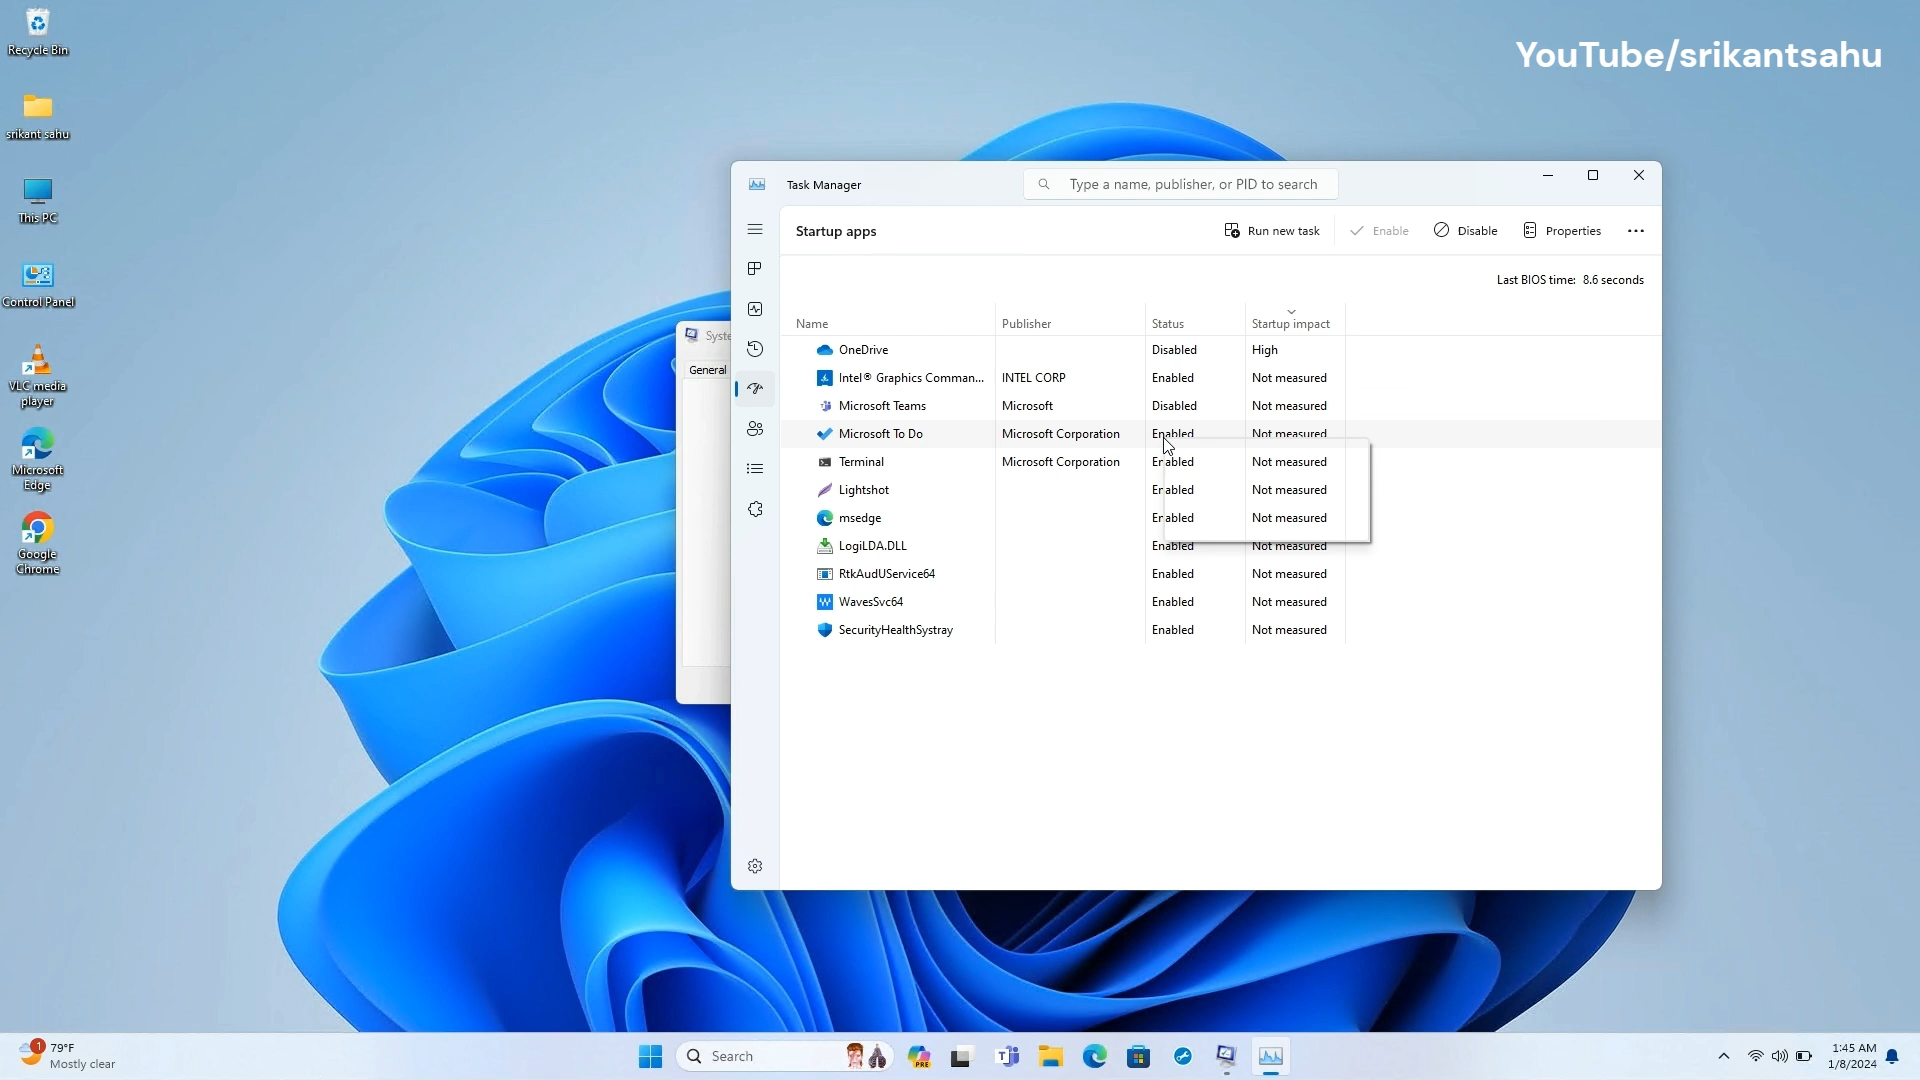 YouTube/srikantsahu
Recycle Bin
srikant sahu
This PC
Control Panel
VLC media
player
Microsoft
Edge
Google
Chrome
Syste
General
Task Manager
Type a name, publisher, or PID to search
Startup apps
Run new task
Enable
Disable
Properties
Last BIOS time: 8.6 seconds
Name Publisher Status Startup impact
OneDrive Disabled High
Intel® Graphics Comman... INTEL CORP Enabled Not measured
Microsoft Teams Microsoft Disabled Not measured
Microsoft To Do Microsoft Corporation Enabled Not measured
Terminal Microsoft Corporation Enabled Not measured
Lightshot Enabled Not measured
msedge Enabled Not measured
LogiLDA.DLL Enabled Not measured
RtkAudUService64 Enabled Not measured
WavesSvc64 Enabled Not measured
SecurityHealthSystray Enabled Not measured
1
79°F
Mostly clear
Search
PRE
1:45 AM
1/8/2024